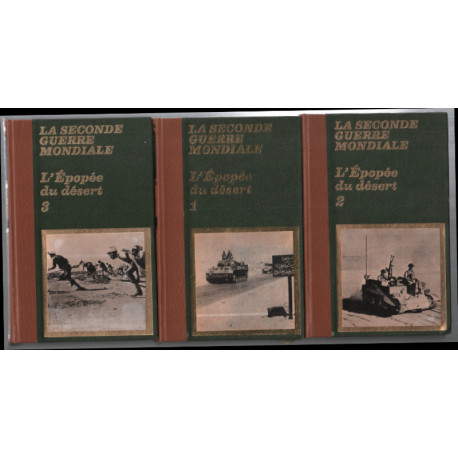 LA SECONDE
GUERRE
MONDIALE
L'Épopée
du désert
3
LA SECONDE
GUERRE
MONDIALE
L'Épopée
du désert
1
LA SECONDE
GUERRE
MONDIALE
L'Épopée
du désert
2